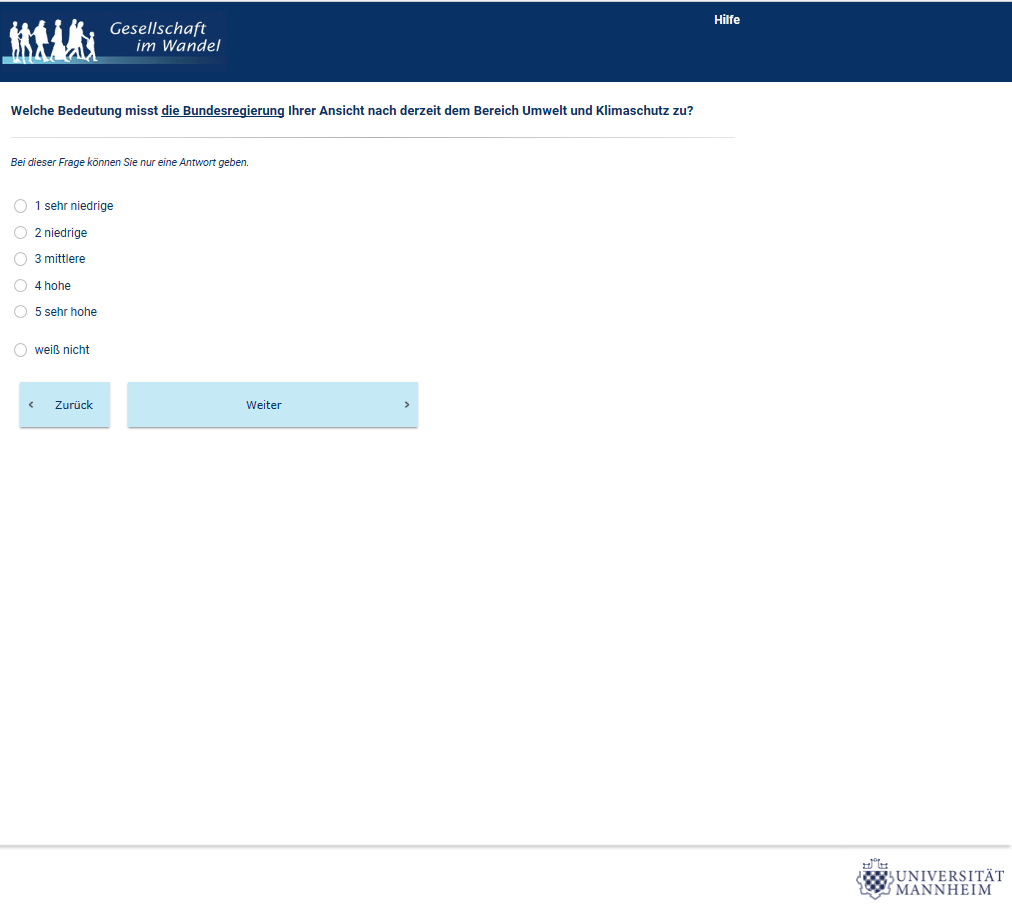 Gesellschaft
im Wandel
Hilfe
Welche Bedeutung misst die Bundesregierung Ihrer Ansicht nach derzeit dem Bereich Umwelt und Klimaschutz zu?
Bei dieser Frage können Sie nur eine Antwort geben.
1 sehr niedrige
2 niedrige
3 mittlere
4 hohe
5 sehr hohe
weiß nicht
‹ Zurück
Weiter ›
UNIVERSITÄT
MANNHEIM